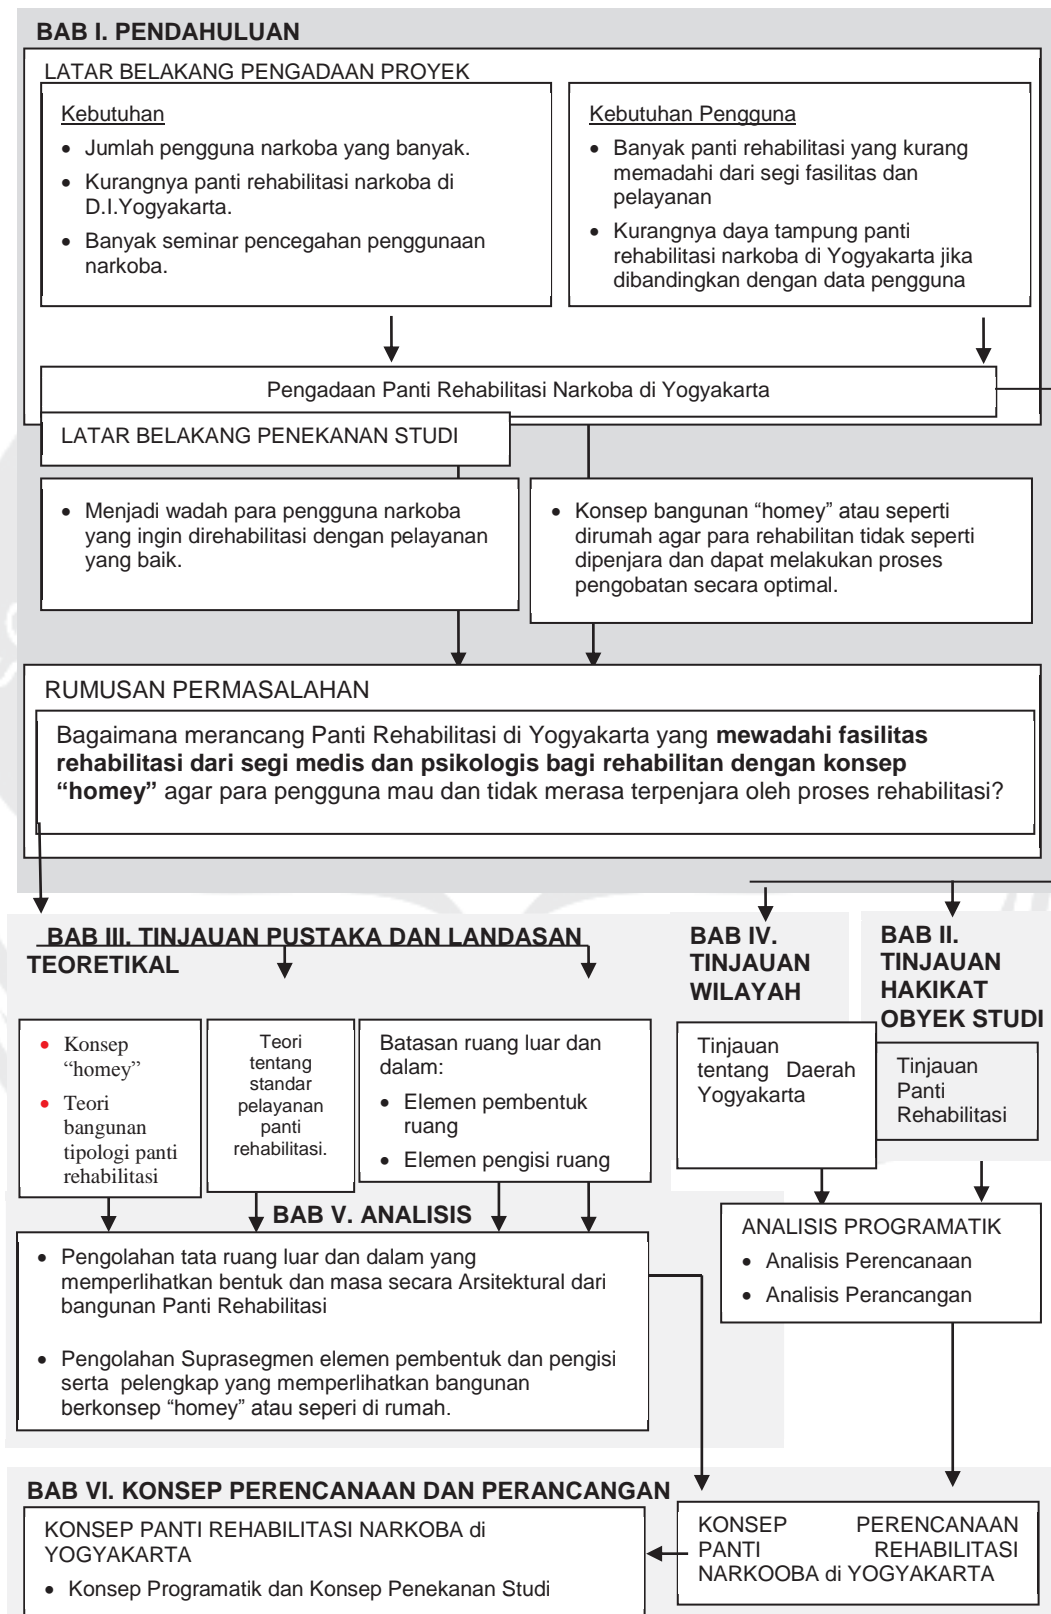 BAB I. PENDAHULUAN
LATAR BELAKANG PENGADAAN PROYEK
Kebutuhan
• Jumlah pengguna narkoba yang banyak.
• Kurangnya panti rehabilitasi narkoba di
D.I.Yogyakarta.
• Banyak seminar pencegahan penggunaan
narkoba.
Kebutuhan Pengguna
• Banyak panti rehabilitasi yang kurang
memadahi dari segi fasilitas dan
pelayanan
• Kurangnya daya tampung panti
rehabilitasi narkoba di Yogyakarta jika
dibandingkan dengan data pengguna
Pengadaan Panti Rehabilitasi Narkoba di Yogyakarta
LATAR BELAKANG PENEKANAN STUDI
• Menjadi wadah para pengguna narkoba
yang ingin direhabilitasi dengan pelayanan
yang baik.
• Konsep bangunan “homey” atau seperti
dirumah agar para rehabilitan tidak seperti
dipenjara dan dapat melakukan proses
pengobatan secara optimal.
RUMUSAN PERMASALAHAN
Bagaimana merancang Panti Rehabilitasi di Yogyakarta yang mewadahi fasilitas
rehabilitasi dari segi medis dan psikologis bagi rehabilitan dengan konsep
“homey” agar para pengguna mau dan tidak merasa terpenjara oleh proses rehabilitasi?
BAB III. TINJAUAN PUSTAKA DAN LANDASAN
TEORETIKAL
BAB IV.
TINJAUAN
WILAYAH
BAB II.
TINJAUAN
HAKIKAT
OBYEK STUDI
• Konsep
“homey”
• Teori
bangunan
tipologi panti
rehabilitasi
Teori
tentang
standar
pelayanan
panti
rehabilitasi.
Batasan ruang luar dan
dalam:
• Elemen pembentuk
ruang
• Elemen pengisi ruang
Tinjauan
tentang Daerah
Yogyakarta
Tinjauan
Panti
Rehabilitasi
BAB V. ANALISIS
• Pengolahan tata ruang luar dan dalam yang
memperlihatkan bentuk dan masa secara Arsitektural dari
bangunan Panti Rehabilitasi
• Pengolahan Suprasegmen elemen pembentuk dan pengisi
serta pelengkap yang memperlihatkan bangunan
berkonsep “homey” atau seperi di rumah.
ANALISIS PROGRAMATIK
• Analisis Perencanaan
• Analisis Perancangan
BAB VI. KONSEP PERENCANAAN DAN PERANCANGAN
KONSEP PANTI REHABILITASI NARKOBA di
YOGYAKARTA
• Konsep Programatik dan Konsep Penekanan Studi
KONSEP PERENCANAAN
PANTI REHABILITASI
NARKOOBA di YOGYAKARTA